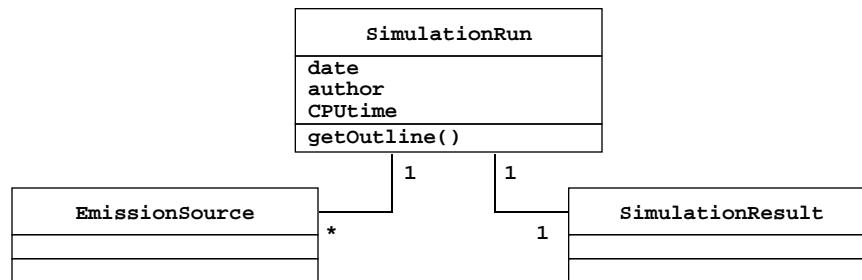 SimulationRun
date
author
CPUtime
getOutline()
1 1
EmissionSource
*
1
SimulationResult